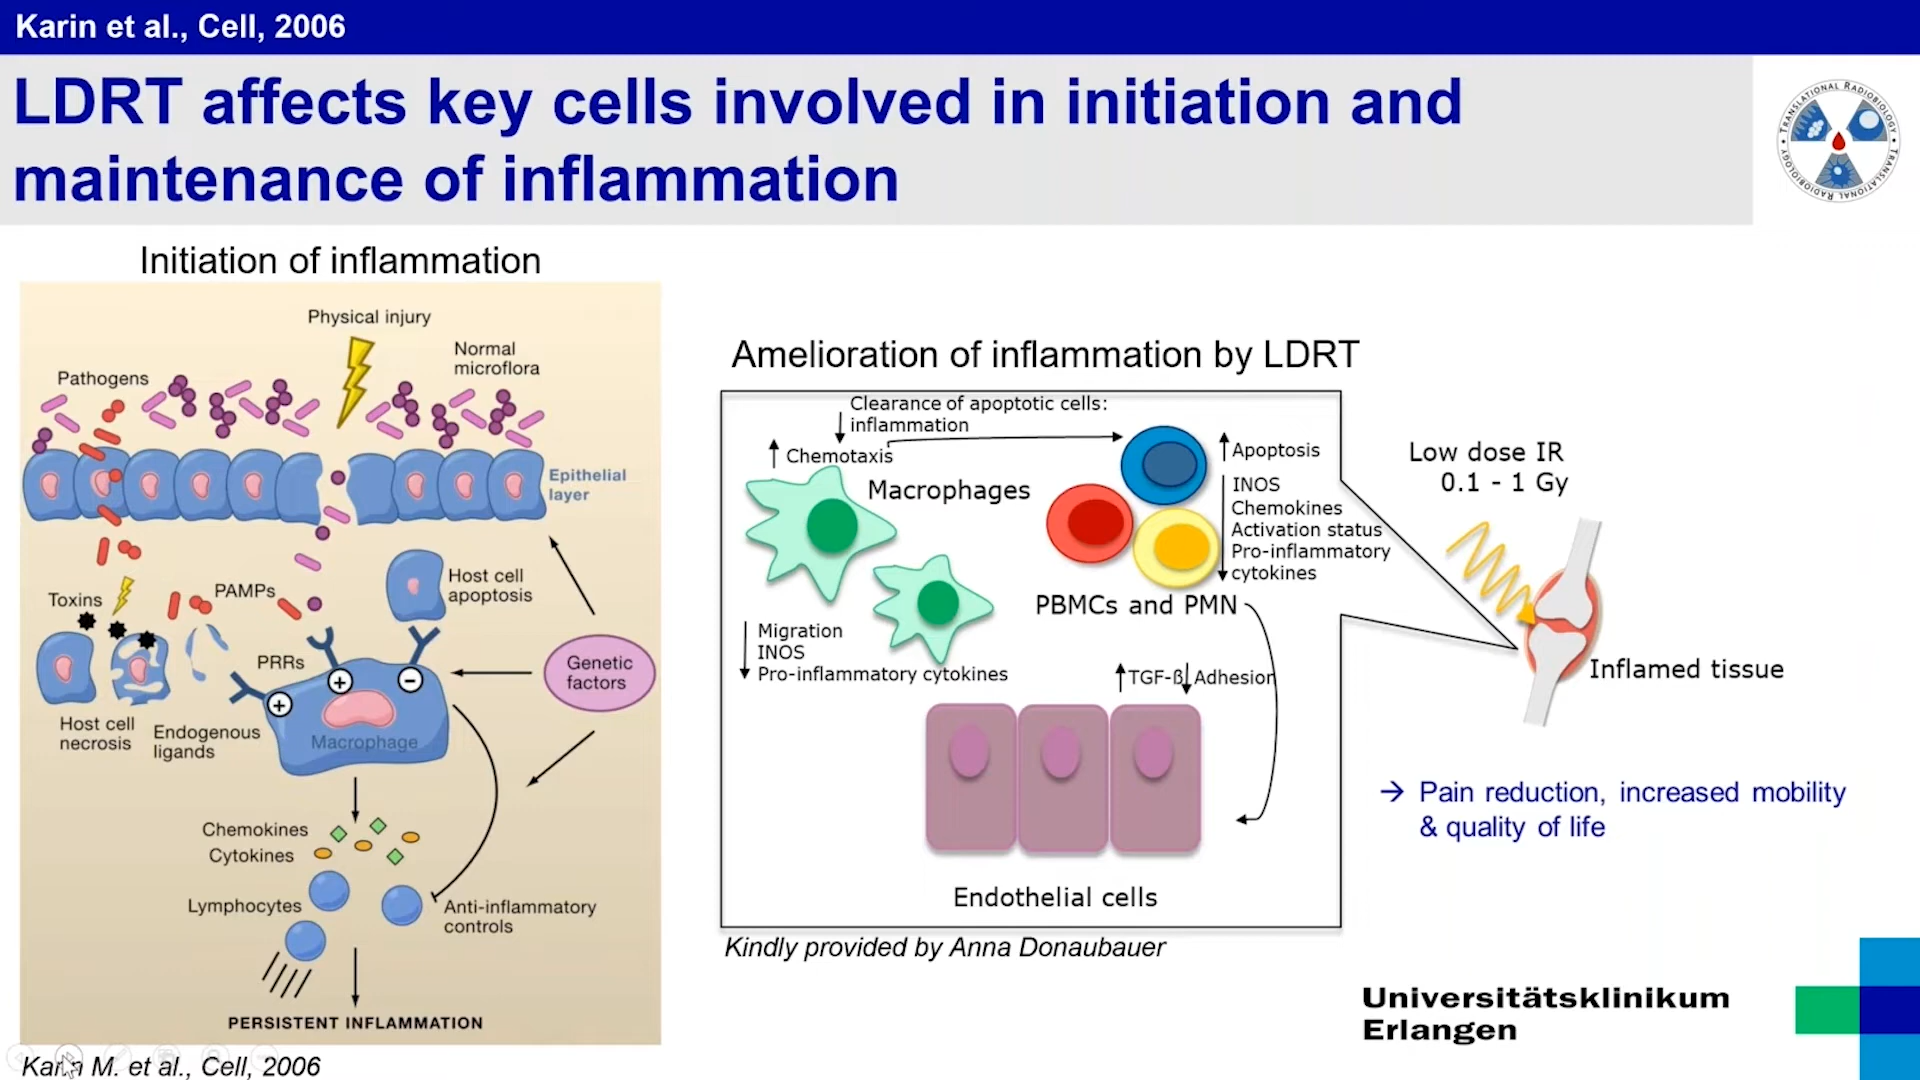 Karin et al., Cell, 2006
LDRT affects key cells involved in initiation and
maintenance of inflammation
TRANSLATIONAL RADIOBIOLOGY • TRANSLATIONAL RADIOBIOLOGY •
Initiation of inflammation
Physical injury
Normal
microflora
Pathogens
Epithelial
layer
Host cell
apoptosis
PAMPs
Toxins
PRRs
Genetic
factors
Host cell
necrosis
Endogenous
ligands
Macrophage
Chemokines
Cytokines
Lymphocytes
Anti-inflammatory
controls
PERSISTENT INFLAMMATION
Karin M. et al., Cell, 2006
Amelioration of inflammation by LDRT
Clearance of apoptotic cells:
inflammation
Chemotaxis
Macrophages
Apoptosis
INOS
Chemokines
Activation status
Pro-inflammatory
cytokines
PBMCs and PMN
Migration
INOS
Pro-inflammatory cytokines
TGF-β Adhesion
Endothelial cells
Kindly provided by Anna Donaubauer
Low dose IR
0.1 - 1 Gy
Inflamed tissue
→ Pain reduction, increased mobility
& quality of life
Universitätsklinikum
Erlangen